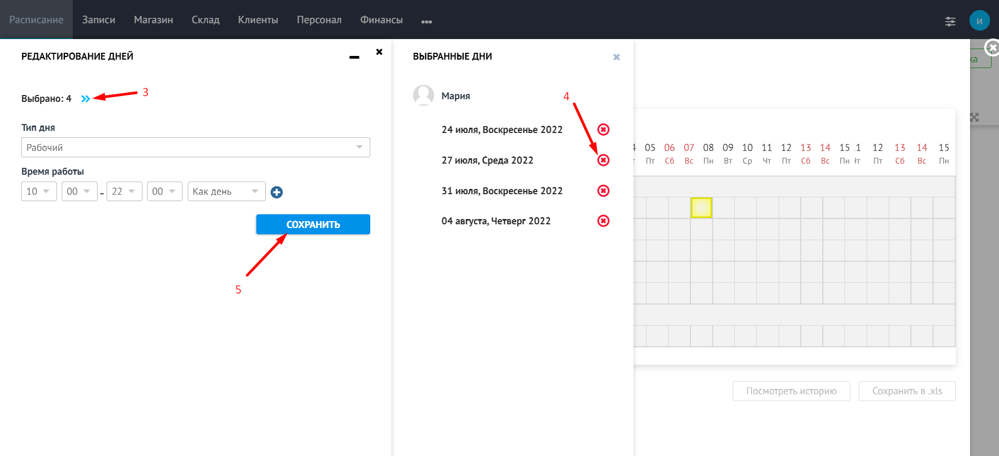 Расписание Записи Магазин Склад Клиенты Персонал Финансы ...
и
РЕДАКТИРОВАНИЕ ДНЕЙ
Выбрано: 4
3
Тип дня
Рабочий
Время работы
10 00 - 22 00 Как день
СОХРАНИТЬ
5
ВЫБРАННЫЕ ДНИ
Мария
4
24 июля, Воскресенье 2022
27 июля, Среда 2022
31 июля, Воскресенье 2022
04 августа, Четверг 2022
ка
05 06 07 08 09 10 11 12 13 14 15 .1 12 13 14 15
Пт Сб Вс Пн Вт Ср Чт Пт Сб Вс Пн Пт Сб Вс Пн
Посмотреть историю
Сохранить в .xls